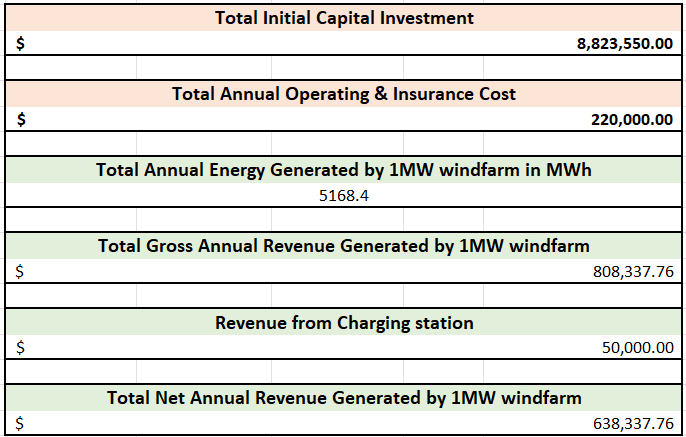 Total Initial Capital Investment
$ 8,823,550.00
Total Annual Operating & Insurance Cost
$ 220,000.00
Total Annual Energy Generated by 1MW windfarm in MWh
5168.4
Total Gross Annual Revenue Generated by 1MW windfarm
$ 808,337.76
Revenue from Charging station
$ 50,000.00
Total Net Annual Revenue Generated by 1MW windfarm
$ 638,337.76